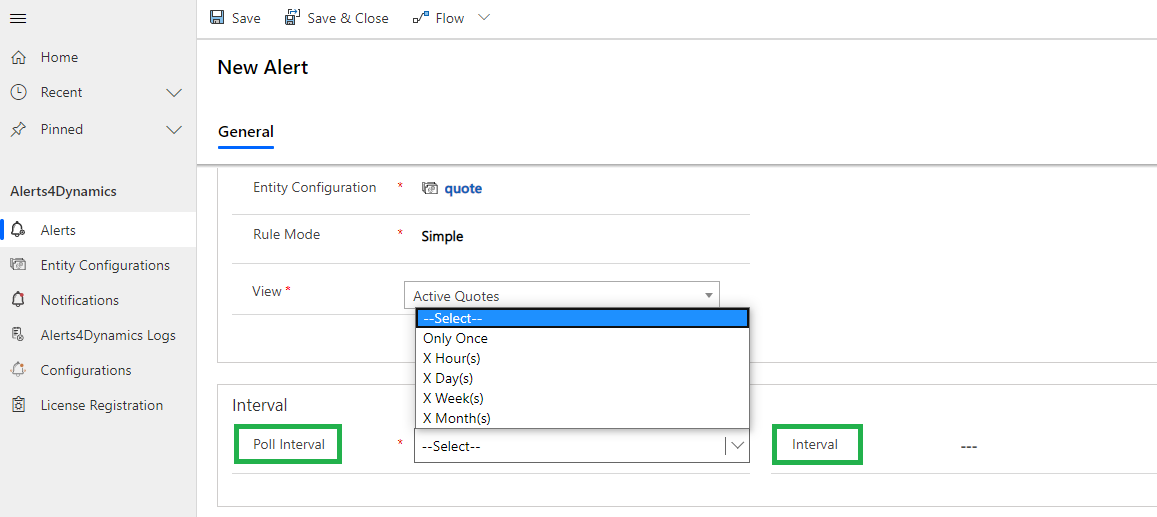 Save
Save & Close
Flow
Home
Recent
Pinned
Alerts4Dynamics
Alerts
Entity Configurations
Notifications
Alerts4Dynamics Logs
Configurations
License Registration
New Alert
General
Entity Configuration * quote
Rule Mode * Simple
View * Active Quotes
--Select--
Only Once
X Hour(s)
X Day(s)
X Week(s)
X Month(s)
Interval
Poll Interval * --Select--
Interval ---